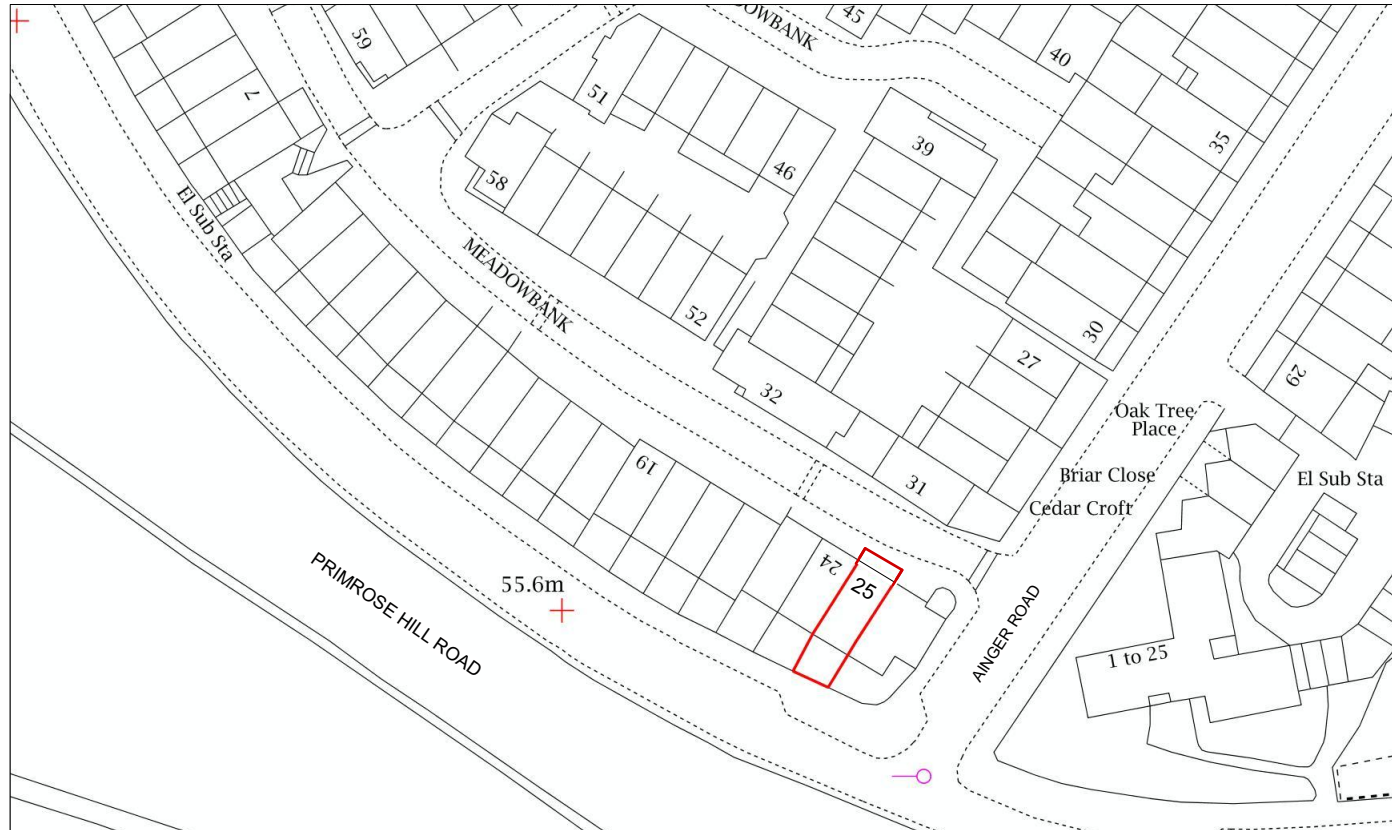 45
DOWBANK
59
40
7
51
39
35
46
58
El Sub Sta
MEADOWBANK
52
30
27
29
32
Oak Tree
Place
19
31
Briar Close
El Sub Sta
Cedar Croft
24
25
55.6m
PRIMROSE HILL ROAD
AINGER ROAD
1 to 25